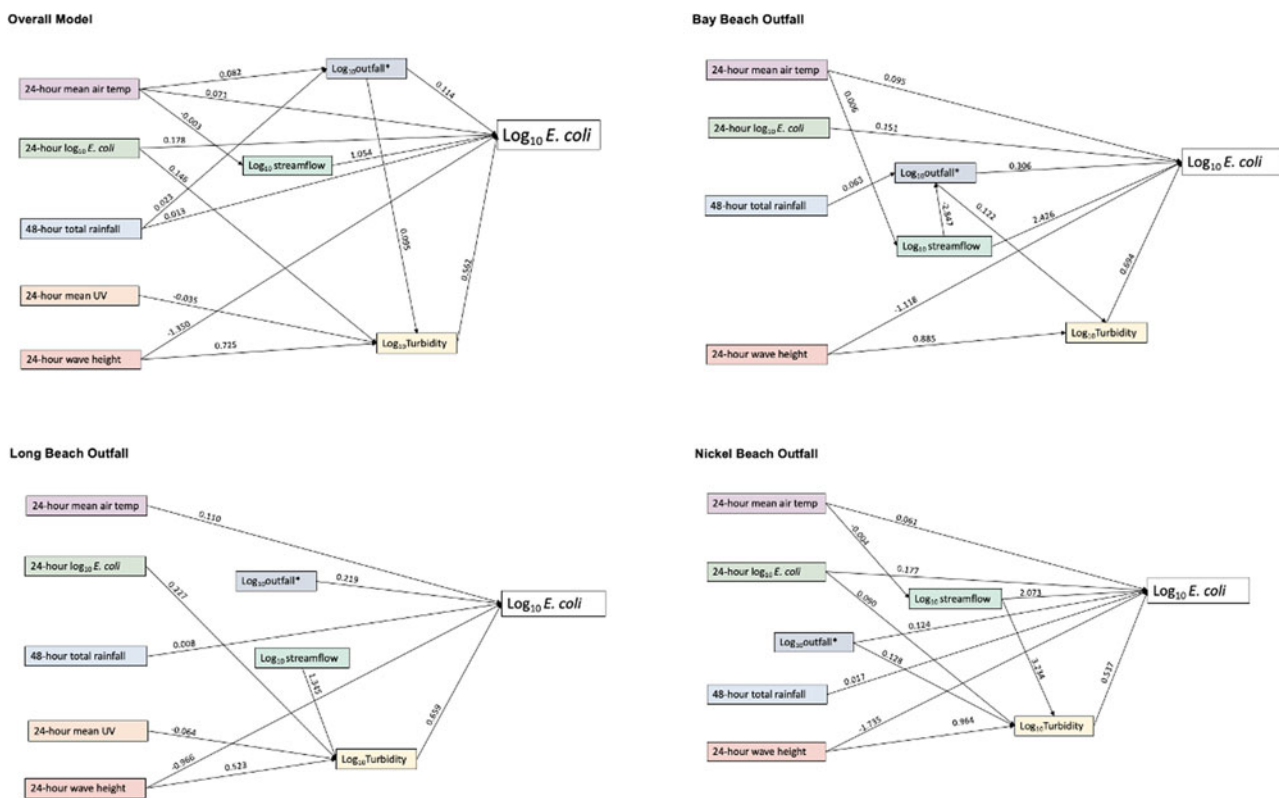 Overall Model
24-hour mean air temp
24-hour log10 E. coli
48-hour total rainfall
24-hour mean UV
24-hour wave height
Log10outfall*
Log10 streamflow
Log10Turbidity
Log10 E. coli
0.082
0.071
-0.003
0.114
0.178
0.146
1.054
0.023
0.013
0.095
0.562
-0.035
-1.350
0.725
Bay Beach Outfall
24-hour mean air temp
24-hour log10 E. coli
48-hour total rainfall
24-hour wave height
Log10outfall*
Log10 streamflow
Log10Turbidity
Log10 E. coli
0.095
0.006
0.151
0.306
0.063
0.122
-2.847
2.426
0.694
-1.118
0.885
Long Beach Outfall
24-hour mean air temp
24-hour log10 E. coli
48-hour total rainfall
24-hour mean UV
24-hour wave height
Log10outfall*
Log10 streamflow
Log10Turbidity
Log10 E. coli
0.110
0.227
0.219
0.008
1.345
0.659
-0.064
-0.966
0.523
Nickel Beach Outfall
24-hour mean air temp
24-hour log10 E. coli
Log10outfall*
48-hour total rainfall
24-hour wave height
Log10 streamflow
Log10Turbidity
Log10 E. coli
0.061
-0.004
0.177
0.090
2.073
0.124
0.128
3.234
0.017
0.537
-1.735
0.964